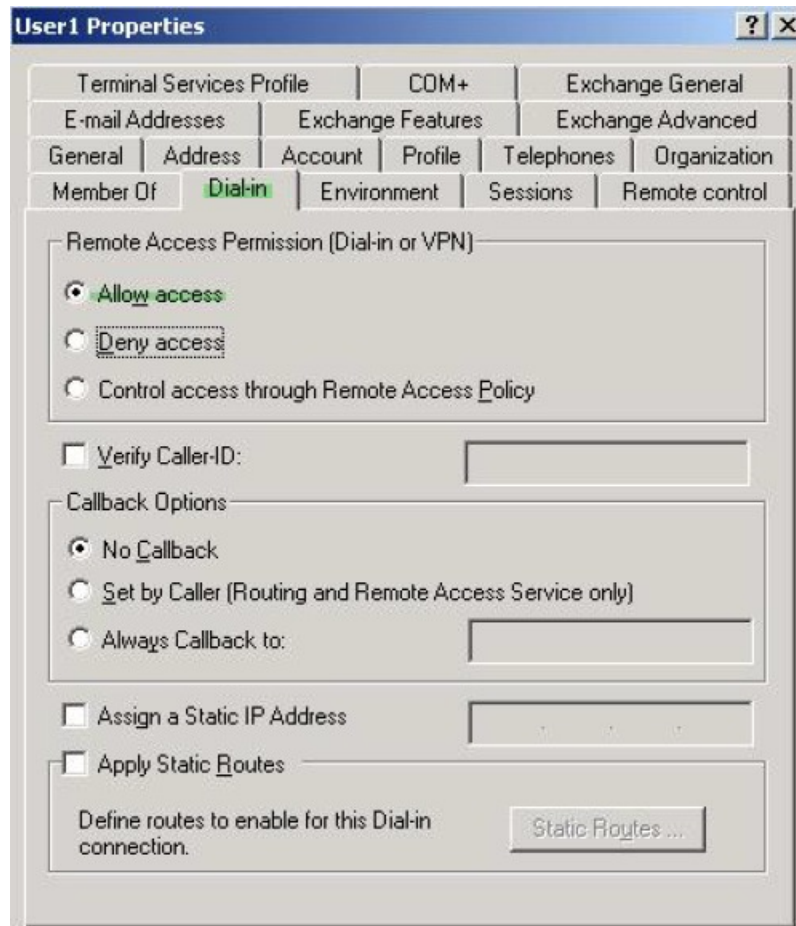 User1 Properties
Terminal Services Profile COM+ Exchange General
E-mail Addresses Exchange Features Exchange Advanced
General Address Account Profile Telephones Organization
Member Of Dial-in Environment Sessions Remote control
Remote Access Permission (Dial-in or VPN)
Allow access
Deny access
Control access through Remote Access Policy
Verify Caller-ID:
Callback Options
No Callback
Set by Caller (Routing and Remote Access Service only)
Always Callback to:
Assign a Static IP Address
Apply Static Routes
Define routes to enable for this Dial-in
connection.
Static Routes ...